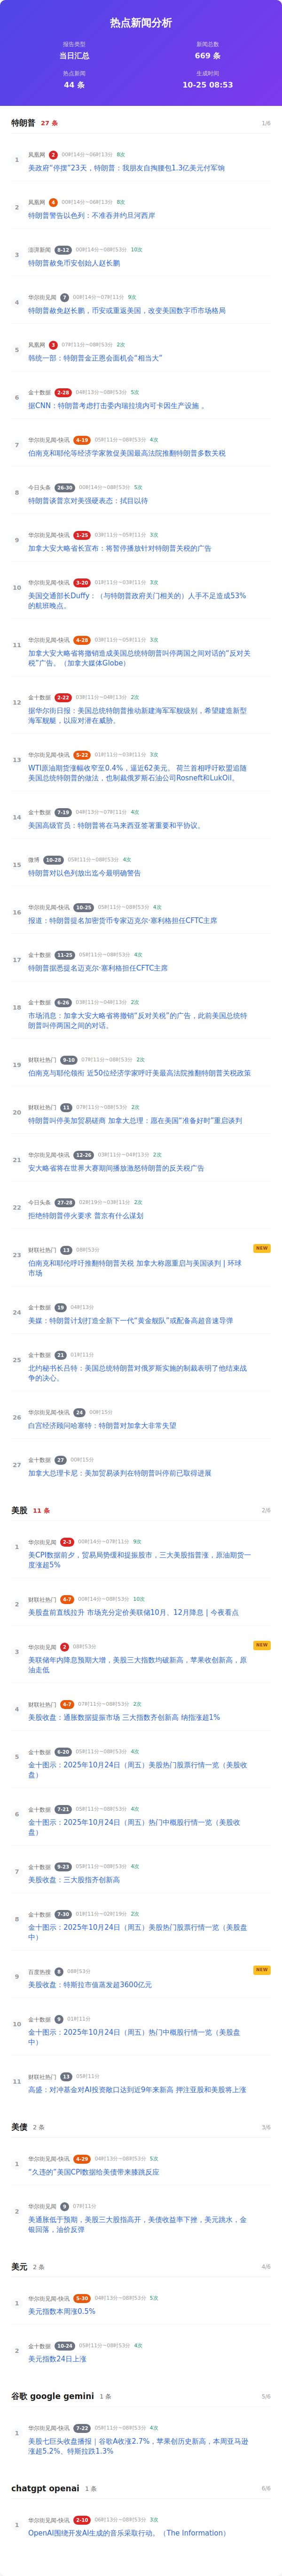 热点新闻分析
报告类型
当日汇总
新闻总数
669 条
热点新闻
44 条
生成时间
10-25 08:53
特朗普 27 条 1/6
1 凤凰网 2 00时14分~06时13分 8次
美政府“停摆”23天，特朗普：我朋友自掏腰包1.3亿美元付军饷
2 凤凰网 4 00时14分~06时13分 8次
特朗普警告以色列：不准吞并约旦河西岸
3 澎湃新闻 8-12 00时14分~08时53分 10次
特朗普赦免币安创始人赵长鹏
4 华尔街见闻 7 00时14分~07时11分 9次
特朗普赦免赵长鹏，币安或重返美国，改变美国数字币市场格局
5 凤凰网 3 07时11分~08时53分 2次
韩统一部：特朗普金正恩会面机会“相当大”
6 金十数据 2-28 04时13分~08时53分 5次
据CNN：特朗普考虑打击委内瑞拉境内可卡因生产设施 。
7 华尔街见闻-快讯 4-19 05时11分~08时53分 4次
伯南克和耶伦等经济学家敦促美国最高法院推翻特朗普多数关税
8 今日头条 26-30 00时14分~08时53分 5次
特朗普谈普京对美强硬表态：拭目以待
9 华尔街见闻-快讯 1-25 03时11分~05时11分 3次
加拿大安大略省长宣布：将暂停播放针对特朗普关税的广告
10 华尔街见闻-快讯 3-20 01时11分~03时11分 3次
美国交通部长Duffy：（与特朗普政府关门相关的）人手不足造成53%
的航班晚点。
11 华尔街见闻-快讯 4-28 03时11分~05时11分 3次
加拿大安大略省将撤销造成美国总统特朗普叫停两国之间对话的“反对关
税”广告。（加拿大媒体Globe）
12 金十数据 2-22 03时11分~04时13分 2次
据华尔街日报：美国总统特朗普推动新建海军军舰级别，希望建造新型
海军舰艇，以应对潜在威胁。
13 华尔街见闻-快讯 5-22 01时11分~03时11分 3次
WTI原油期货涨幅收窄至0.4%，逼近62美元。 荷兰首相呼吁欧盟追随
美国总统特朗普的做法，也制裁俄罗斯石油公司Rosneft和LukOil。
14 金十数据 7-19 04时13分~07时11分 4次
美国高级官员：特朗普将在马来西亚签署重要和平协议。
15 微博 10-28 05时11分~08时53分 4次
特朗普对以色列放出迄今最明确警告
16 华尔街见闻-快讯 10-25 05时11分~08时53分 4次
报道：特朗普提名加密货币专家迈克尔·塞利格担任CFTC主席
17 金十数据 11-25 05时11分~08时53分 4次
特朗普据悉提名迈克尔·塞利格担任CFTC主席
18 金十数据 6-26 03时11分~04时13分 2次
市场消息：加拿大安大略省将撤销“反对关税”的广告，此前美国总统特
朗普叫停两国之间的对话。
19 财联社热门 9-10 07时11分~08时53分 2次
伯南克与耶伦领衔 近50位经济学家呼吁美最高法院推翻特朗普关税政策
20 财联社热门 11 07时11分~08时53分 2次
特朗普叫停美加贸易磋商 加拿大总理：愿在美国“准备好时”重启谈判
21 华尔街见闻-快讯 12-26 03时11分~04时13分 2次
安大略省将在世界大赛期间播放激怒特朗普的反关税广告
22 今日头条 27-28 02时19分~03时11分 2次
拒绝特朗普停火要求 普京有什么谋划
23 财联社热门 13 08时53分 NEW
伯南克和耶伦呼吁推翻特朗普关税 加拿大称愿重启与美国谈判丨环球
市场
24 金十数据 19 04时13分
美媒：特朗普计划打造全新下一代“黄金舰队”或配备高超音速导弹
25 金十数据 21 01时11分
北约秘书长吕特：美国总统特朗普对俄罗斯实施的制裁表明了他结束战
争的决心。
26 华尔街见闻-快讯 24 00时15分
白宫经济顾问哈塞特：特朗普对加拿大非常失望
27 金十数据 27 00时15分
加拿大总理卡尼：美加贸易谈判在特朗普叫停前已取得进展
美股 11 条 2/6
1 华尔街见闻 2-3 00时14分~07时11分 9次
美CPI数据前夕，贸易局势缓和提振股市，三大美股指普涨，原油期货一
度涨超5%
2 财联社热门 4-7 00时14分~08时53分 10次
美股盘前直线拉升 市场充分定价美联储10月、12月降息丨今夜看点
3 华尔街见闻 2 08时53分 NEW
美联储年内降息预期大增，美股三大指数均破新高，苹果收创新高，原
油走低
4 财联社热门 4-7 07时11分~08时53分 2次
美股收盘：通胀数据提振市场 三大指数齐创新高 纳指涨超1%
5 金十数据 6-20 05时11分~08时53分 4次
金十图示：2025年10月24日（周五）美股热门股票行情一览（美股收
盘）
6 金十数据 7-21 05时11分~08时53分 4次
金十图示：2025年10月24日（周五）热门中概股行情一览（美股收
盘）
7 金十数据 9-23 05时11分~08时53分 4次
美股收盘：三大股指齐创新高
8 金十数据 7-30 01时11分~02时19分 2次
金十图示：2025年10月24日（周五）美股热门股票行情一览（美股盘
中）
9 百度热搜 8 08时53分 NEW
美股收盘：特斯拉市值蒸发超3600亿元
10 金十数据 9 01时11分
金十图示：2025年10月24日（周五）热门中概股行情一览（美股盘
中）
11 财联社热门 13 05时11分
高盛：对冲基金对AI投资敞口达到近9年来新高 押注亚股和美股将上涨
美债 2 条 3/6
1 华尔街见闻-快讯 4-29 04时13分~08时53分 5次
“久违的”美国CPI数据给美债带来膝跳反应
2 华尔街见闻 9 07时11分
美通胀低于预期，美股三大股指高开，美债收益率下挫，美元跳水，金
银回落，油价反弹
美元 2 条 4/6
1 华尔街见闻-快讯 5-30 04时13分~08时53分 5次
美元指数本周涨0.5%
2 金十数据 10-24 05时11分~08时53分 4次
美元指数24日上涨
谷歌 google gemini 1 条 5/6
1 华尔街见闻-快讯 7-22 05时11分~08时53分 4次
美股七巨头收盘播报｜谷歌A收涨2.7%，苹果创历史新高，本周亚马逊
涨超5.2%、特斯拉跌1.3%
chatgpt openai 1 条 6/6
1 华尔街见闻-快讯 2-10 06时13分~08时53分 3次
OpenAI围绕开发AI生成的音乐采取行动。（The Information）